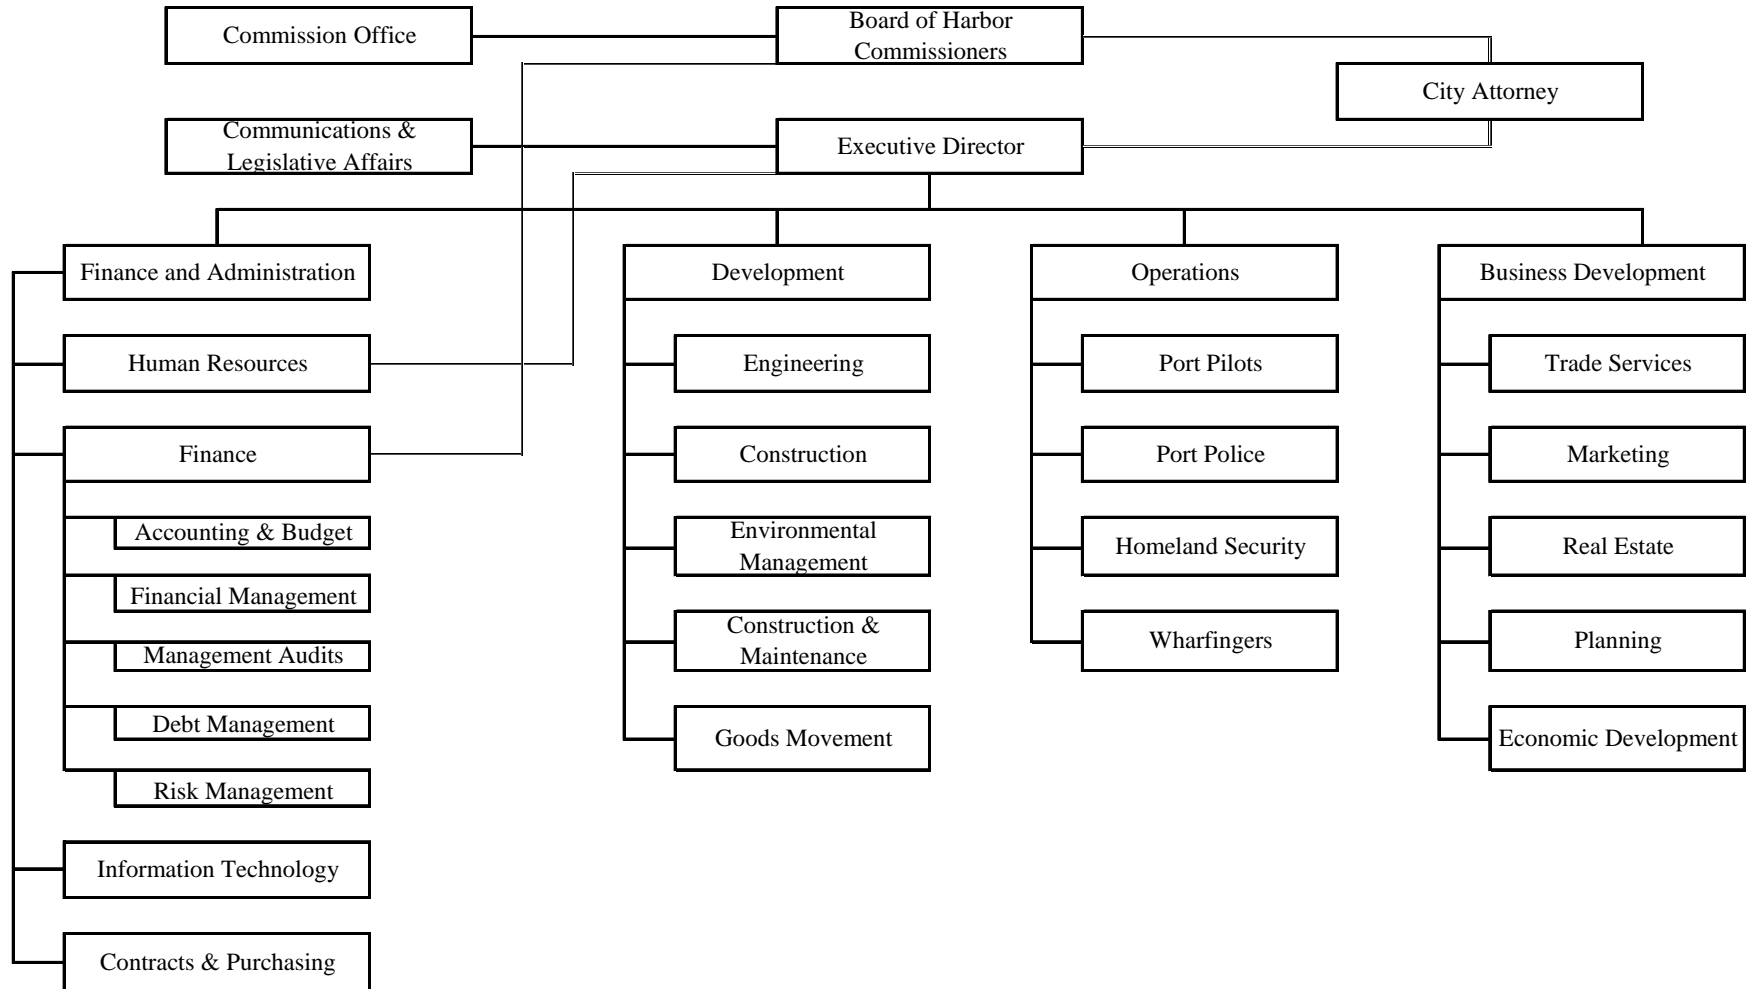 Commission Office
Board of Harbor
Commissioners
City Attorney
Communications &
Legislative Affairs
Executive Director
Finance and Administration
Development
Operations
Business Development
Human Resources
Engineering
Port Pilots
Trade Services
Finance
Construction
Port Police
Marketing
Accounting & Budget
Environmental
Management
Homeland Security
Real Estate
Financial Management
Management Audits
Construction &
Maintenance
Wharfingers
Planning
Debt Management
Goods Movement
Economic Development
Risk Management
Information Technology
Contracts & Purchasing